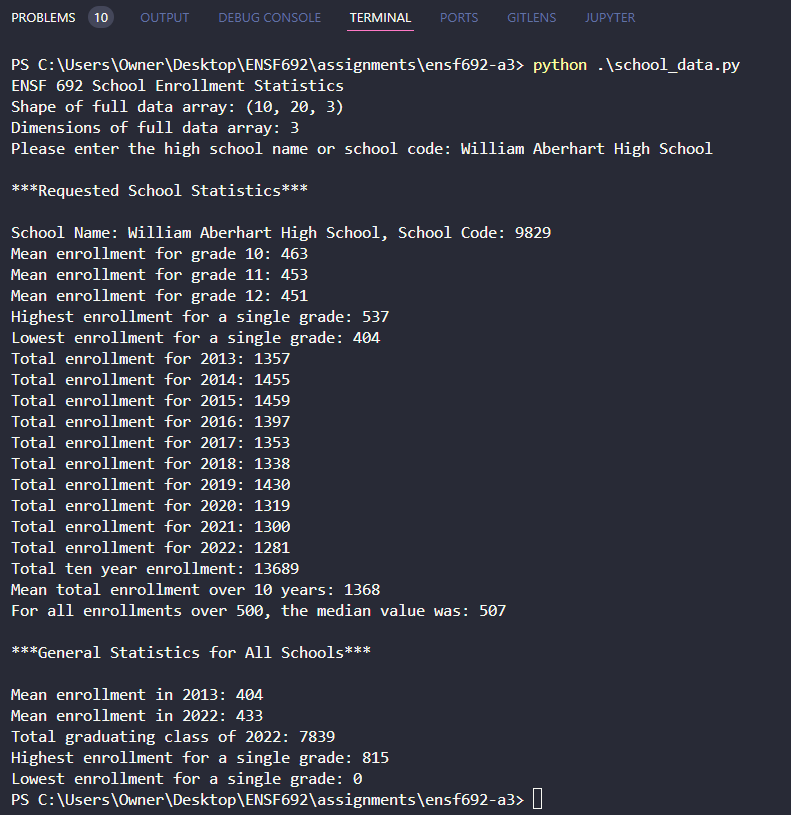 PROBLEMS 10 OUTPUT DEBUG CONSOLE TERMINAL PORTS GITLENS JUPYTER
PS C:\Users\Owner\Desktop\ENSF692\assignments\ensf692-a3> python .\school_data.py
ENSF 692 School Enrollment Statistics
Shape of full data array: (10, 20, 3)
Dimensions of full data array: 3
Please enter the high school name or school code: William Aberhart High School
***Requested School Statistics***
School Name: William Aberhart High School, School Code: 9829
Mean enrollment for grade 10: 463
Mean enrollment for grade 11: 453
Mean enrollment for grade 12: 451
Highest enrollment for a single grade: 537
Lowest enrollment for a single grade: 404
Total enrollment for 2013: 1357
Total enrollment for 2014: 1455
Total enrollment for 2015: 1459
Total enrollment for 2016: 1397
Total enrollment for 2017: 1353
Total enrollment for 2018: 1338
Total enrollment for 2019: 1430
Total enrollment for 2020: 1319
Total enrollment for 2021: 1300
Total enrollment for 2022: 1281
Total ten year enrollment: 13689
Mean total enrollment over 10 years: 1368
For all enrollments over 500, the median value was: 507
***General Statistics for All Schools***
Mean enrollment in 2013: 404
Mean enrollment in 2022: 433
Total graduating class of 2022: 7839
Highest enrollment for a single grade: 815
Lowest enrollment for a single grade: 0
PS C:\Users\Owner\Desktop\ENSF692\assignments\ensf692-a3>